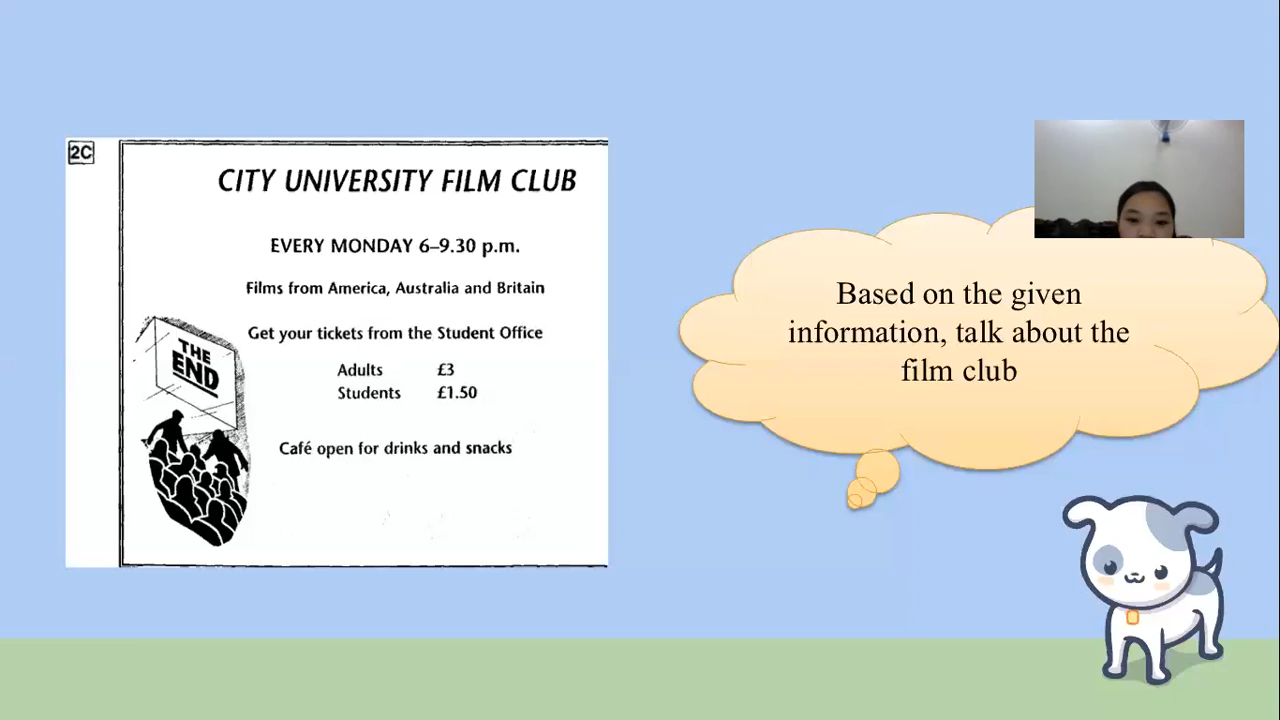 2C
CITY UNIVERSITY FILM CLUB
EVERY MONDAY 6–9.30 p.m.
Films from America, Australia and Britain
Get your tickets from the Student Office
Adults £3
Students £1.50
Café open for drinks and snacks
THE
END
Based on the given
information, talk about the
film club